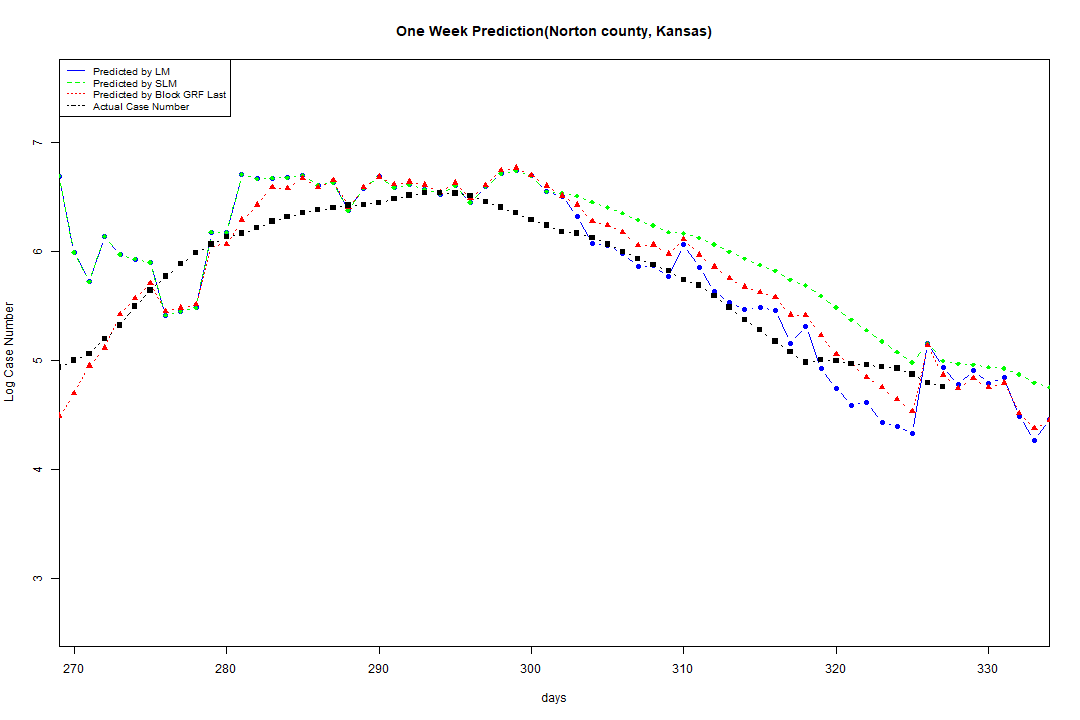 One Week Prediction(Norton county, Kansas)
Predicted by LM
Predicted by SLM
Predicted by Block GRF Last
Actual Case Number
7
6
5
4
3
Log Case Number
270 280 290 300 310 320 330
days